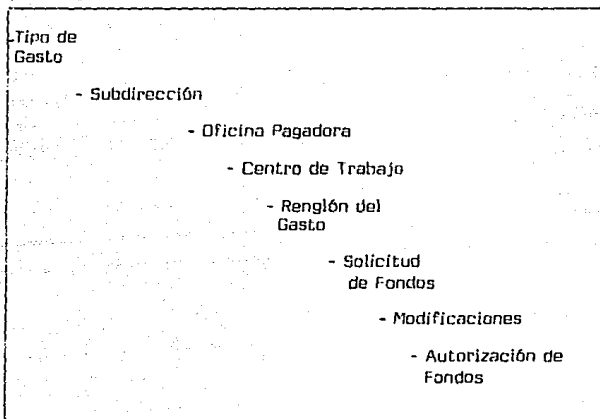 -Tipo de
Gasto
- Subdirección
- Oficina Pagadora
- Centro de Trabajo
- Renglón del
Gasto
- Solicitud
de Fondos
- Modificaciones
- Autorización de
Fondos